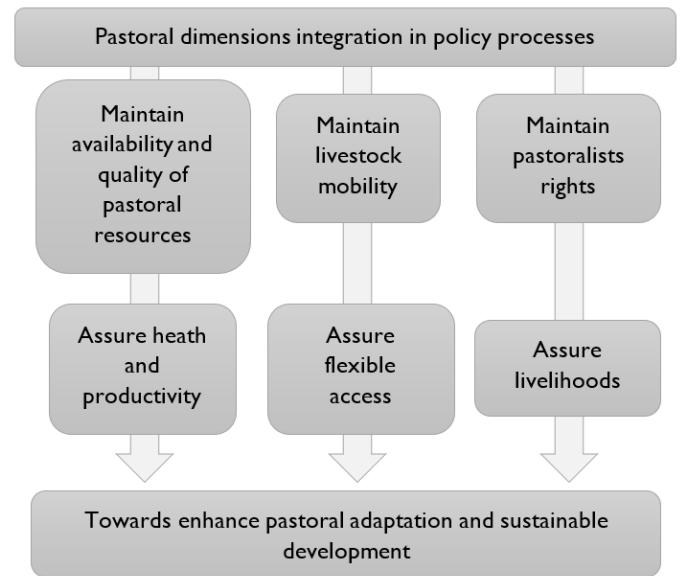 Pastoral dimensions integration in policy processes
Maintain
availability and
quality of
pastoral
resources
Maintain
livestock
mobility
Maintain
pastoralists
rights
Assure heath
and
productivity
Assure
flexible
access
Assure
livelihoods
Towards enhance pastoral adaptation and sustainable
development